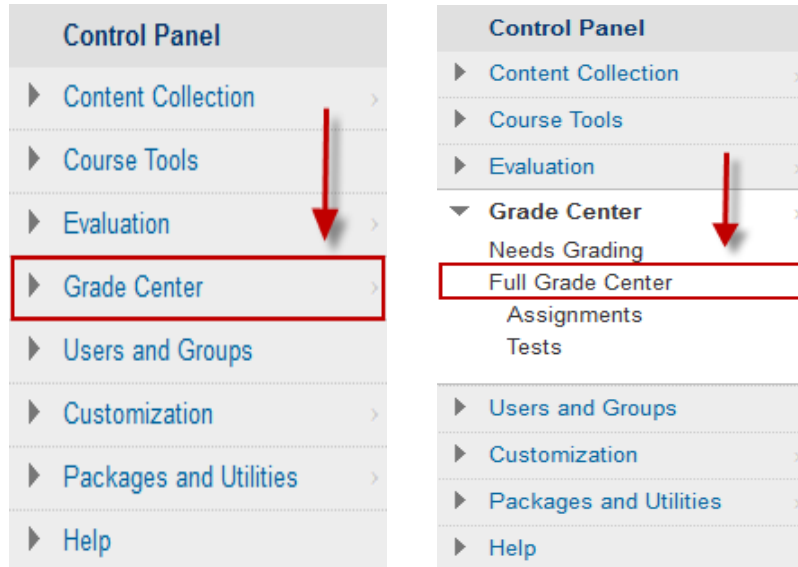 Control Panel
Content Collection
Course Tools
Evaluation
Grade Center
Users and Groups
Customization
Packages and Utilities
Help
Control Panel
Content Collection
Course Tools
Evaluation
Grade Center
Needs Grading
Full Grade Center
Assignments
Tests
Users and Groups
Customization
Packages and Utilities
Help